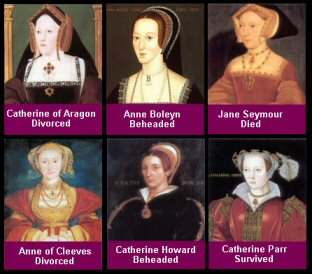 Catherine of Aragon
Divorced
Anne Boleyn
Beheaded
Jane Seymour
Died
Anne of Cleeves
Divorced
Catherine Howard
Beheaded
Catherine Parr
Survived